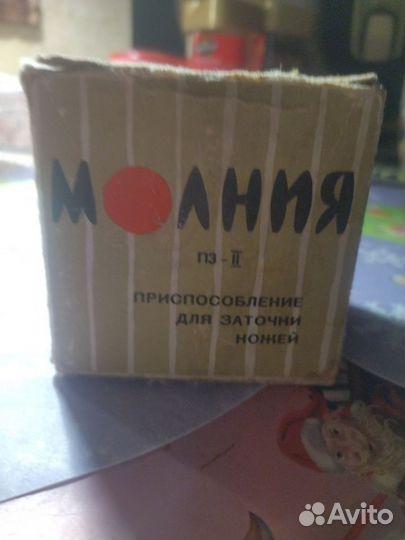 МОЛНИЯ
ПЗ-II
ПРИСПОСОБЛЕНИЕ
ДЛЯ ЗАТОЧКИ
НОЖЕЙ
Avito